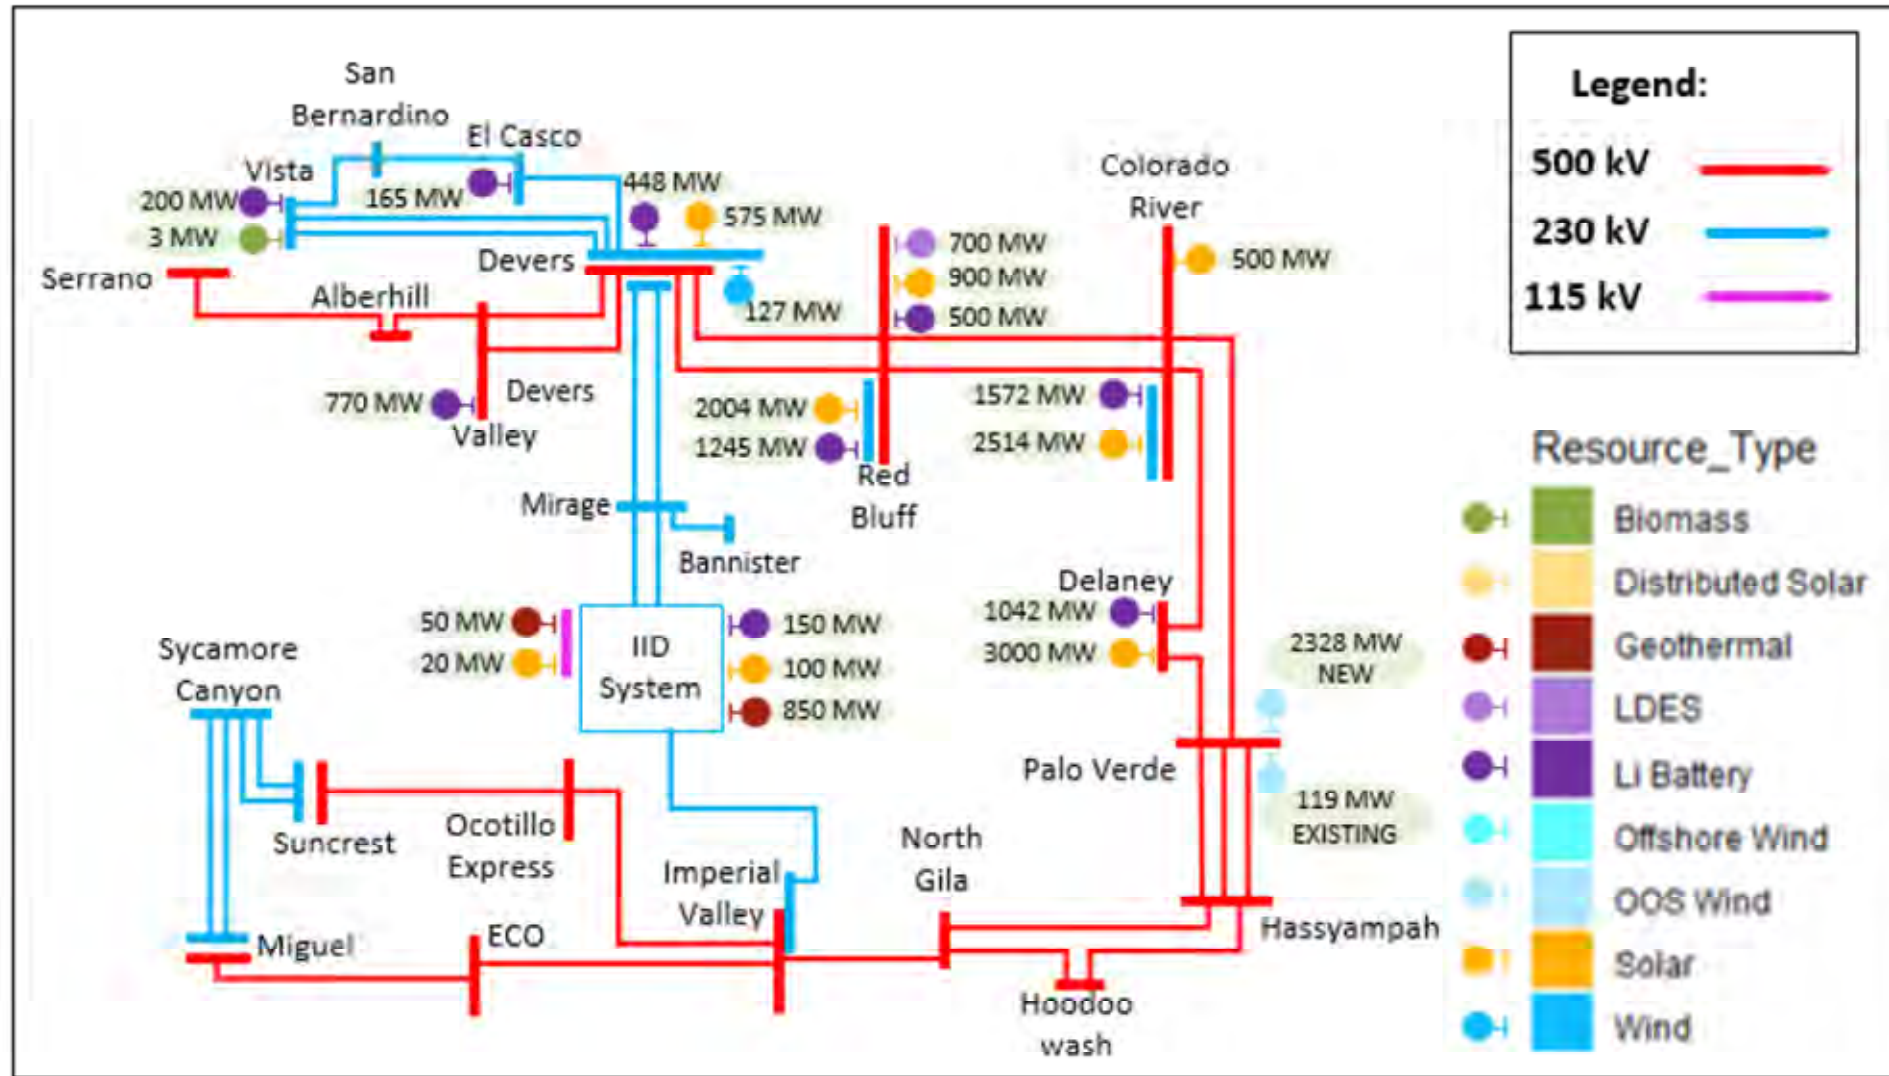 San
Bernardino
El Casco
Vista
200 MW
3 MW
165 MW
448 MW
575 MW
Serrano
Alberhill
Devers
127 MW
770 MW
Devers
Valley
Colorado
River
700 MW
900 MW
500 MW
500 MW
2004 MW
1245 MW
Red
Bluff
1572 MW
2514 MW
Mirage
Bannister
50 MW
20 MW
IID
System
150 MW
100 MW
850 MW
Delaney
1042 MW
3000 MW
2328 MW
NEW
Palo Verde
119 MW
EXISTING
Sycamore
Canyon
Suncrest
Ocotillo
Express
Imperial
Valley
North
Gila
Hassyampah
Miguel
ECO
Hoodoo
wash
Legend:
500 kV
230 kV
115 kV
Resource_Type
Biomass
Distributed Solar
Geothermal
LDES
Li Battery
Offshore Wind
OOS Wind
Solar
Wind